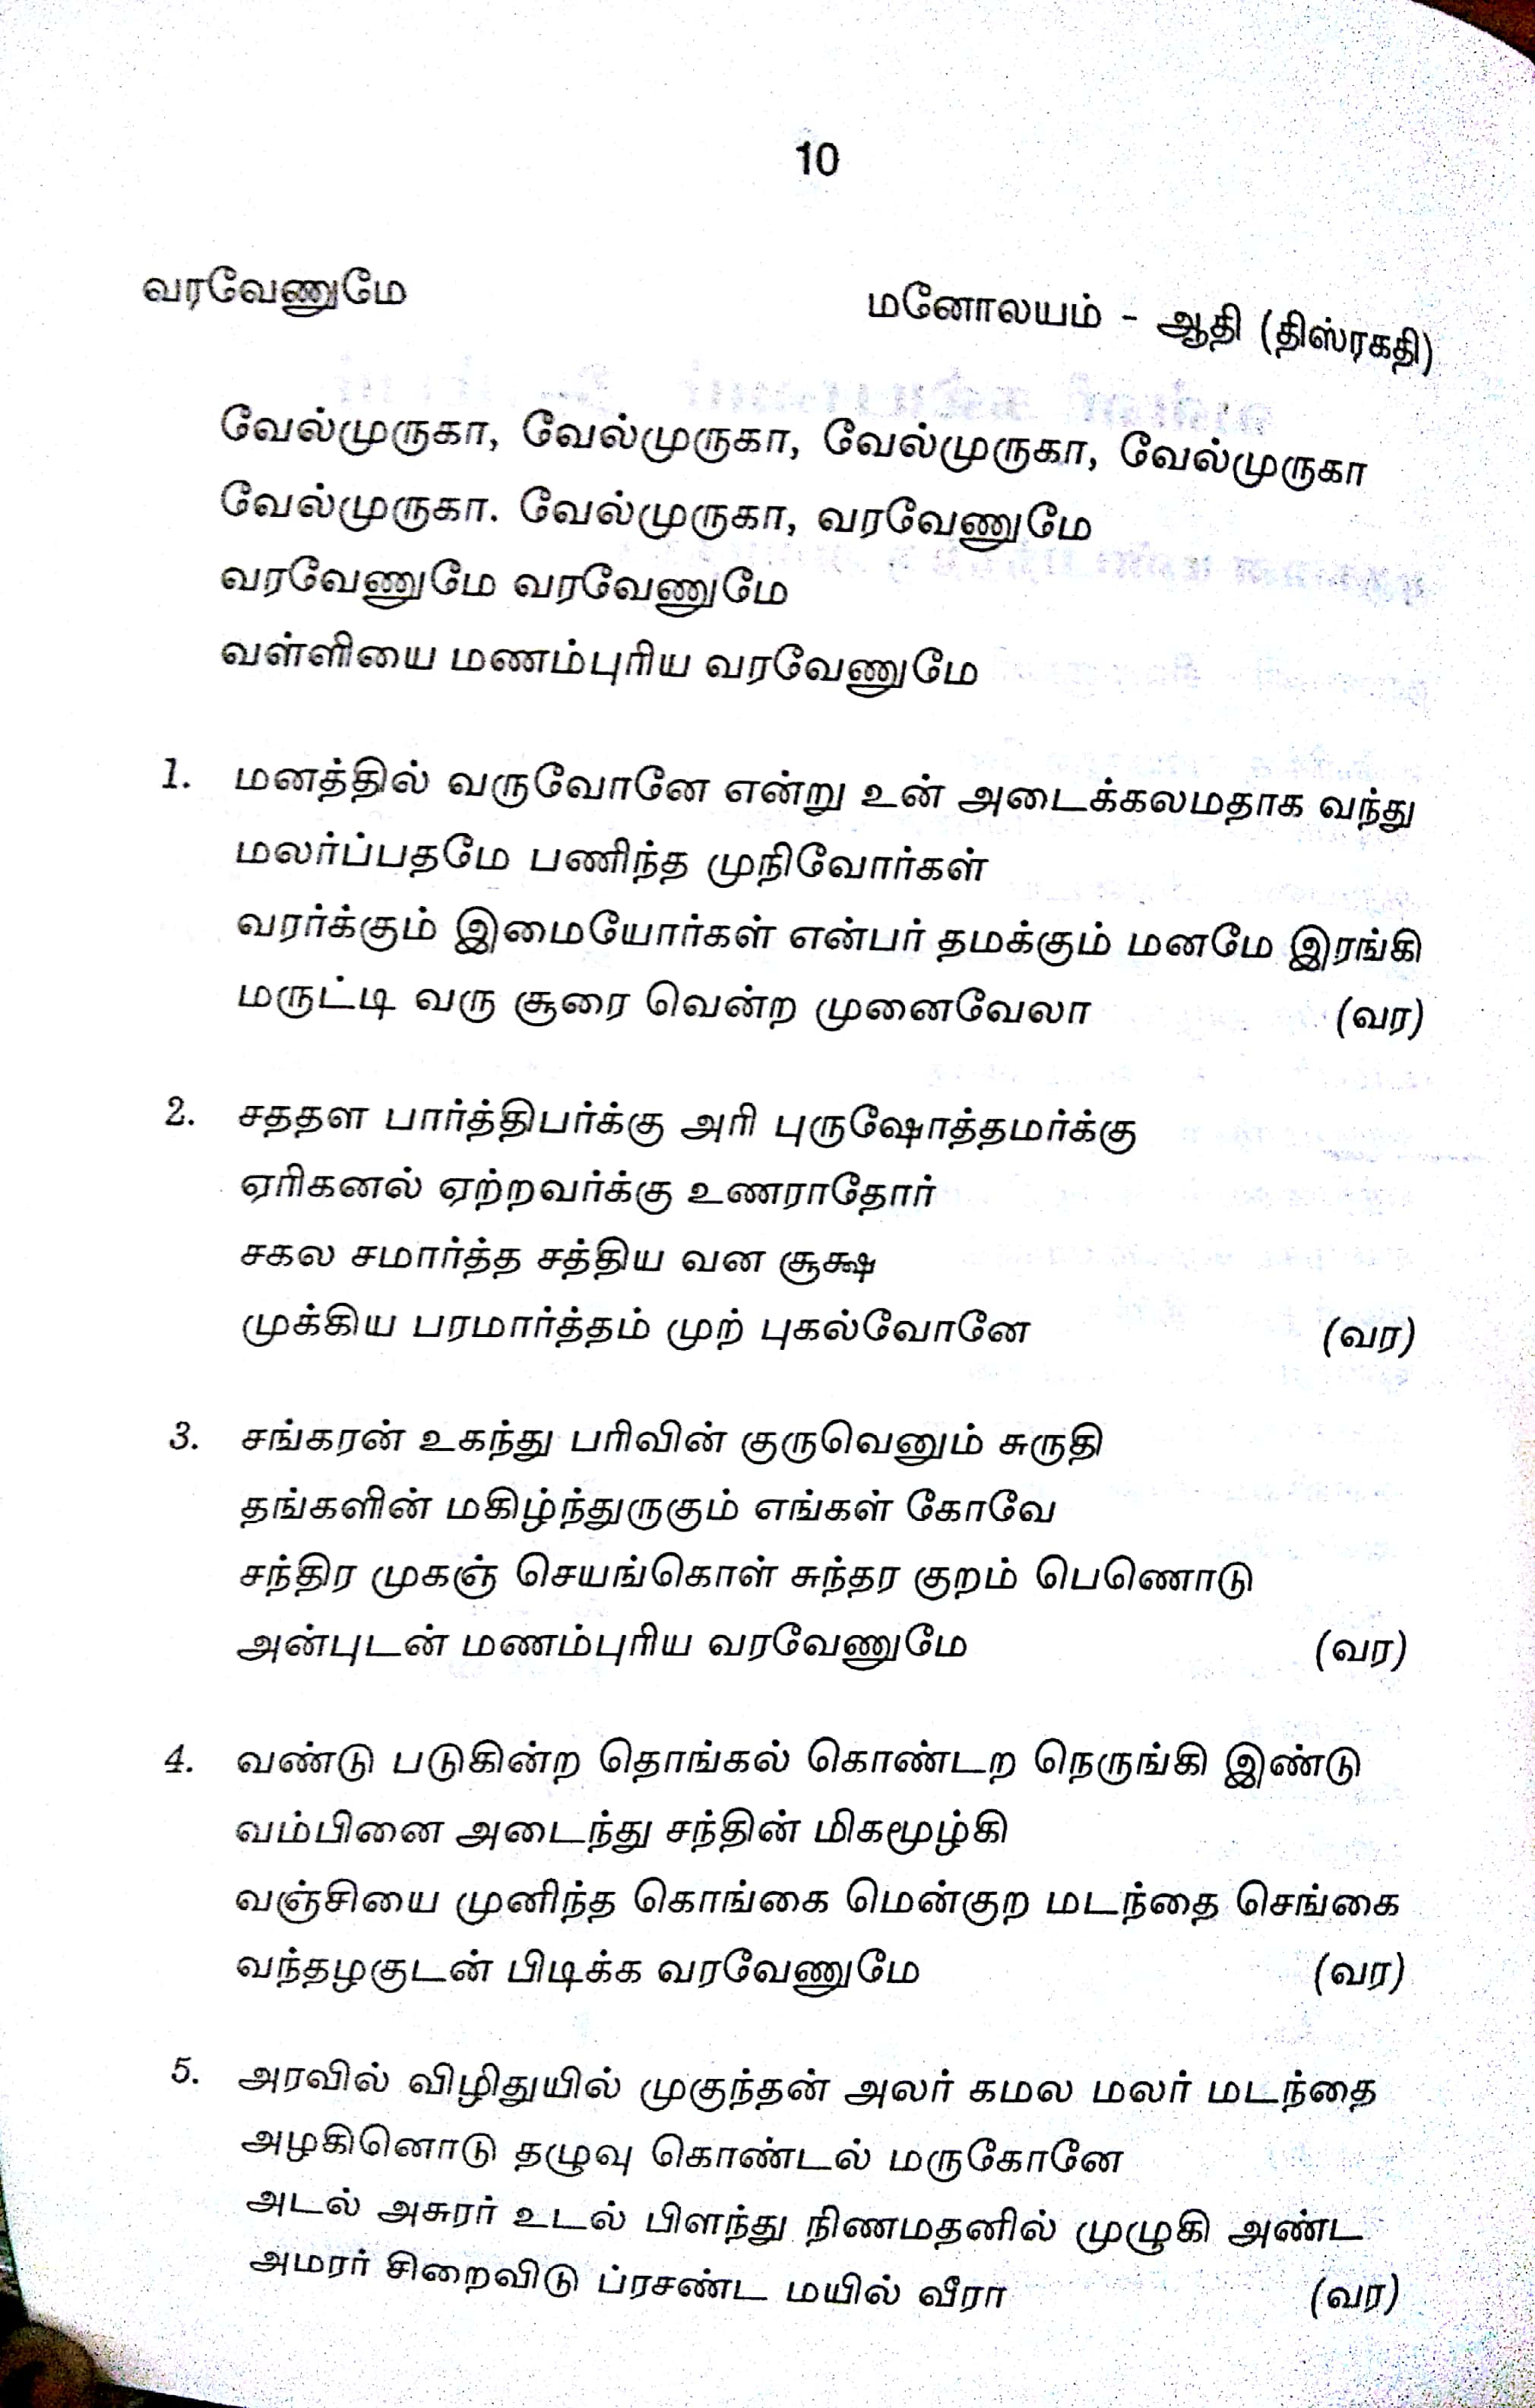 10
வரவேணுமே
மனோலயம் - ஆதி (திஸ்ரகதி)
வேல்முருகா, வேல்முருகா, வேல்முருகா, வேல்முருகா
வேல்முருகா. வேல்முருகா, வரவேணுமே
வரவேணுமே வரவேணுமே
வள்ளியை மணம்புரிய வரவேணுமே
1. மனத்தில் வருவோனே என்று உன் அடைக்கலமதாக வந்து
மலர்ப்பதமே பணிந்த முநிவோர்கள்
வரர்க்கும் இமையோர்கள் என்பர் தமக்கும் மனமே இரங்கி
மருட்டி வரு சூரை வென்ற முனைவேலா (வர)
2. சததள பார்த்திபர்க்கு அரி புருஷோத்தமர்க்கு
ஏரிகனல் ஏற்றவர்க்கு உணராதோர்
சகல சமார்த்த சத்திய வன சூக்ஷ
முக்கிய பரமார்த்தம் முற் புகல்வோனே (வர)
3. சங்கரன் உகந்து பரிவின் குருவெனும் சுருதி
தங்களின் மகிழ்ந்துருகும் எங்கள் கோவே
சந்திர முகஞ் செயங்கொள் சுந்தர குறம் பெணொடு
அன்புடன் மணம்புரிய வரவேணுமே (வர)
4. வண்டு படுகின்ற தொங்கல் கொண்டற நெருங்கி இண்டு
வம்பினை அடைந்து சந்தின் மிகமூழ்கி
வஞ்சியை முனிந்த கொங்கை மென்குற மடந்தை செங்கை
வந்தழகுடன் பிடிக்க வரவேணுமே (வர)
5. அரவில் விழிதுயில் முகுந்தன் அலர் கமல மலர் மடந்தை
அழகினொடு தழுவு கொண்டல் மருகோனே
அடல் அசுரர் உடல் பிளந்து நிணமதனில் முழுகி அண்ட
அமரர் சிறைவிடு ப்ரசண்ட மயில் வீரா (வர)